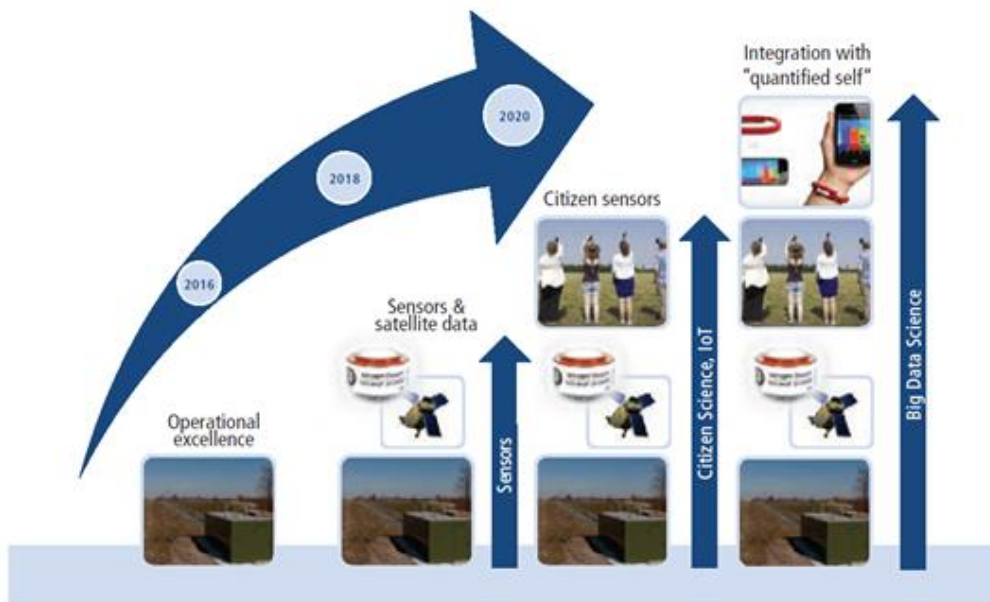 Integration with
"quantified self"
2020
2018
Citizen sensors
2016
Sensors &
satellite data
Operational
excellence
Sensors
Citizen Science, IoT
Big Data Science